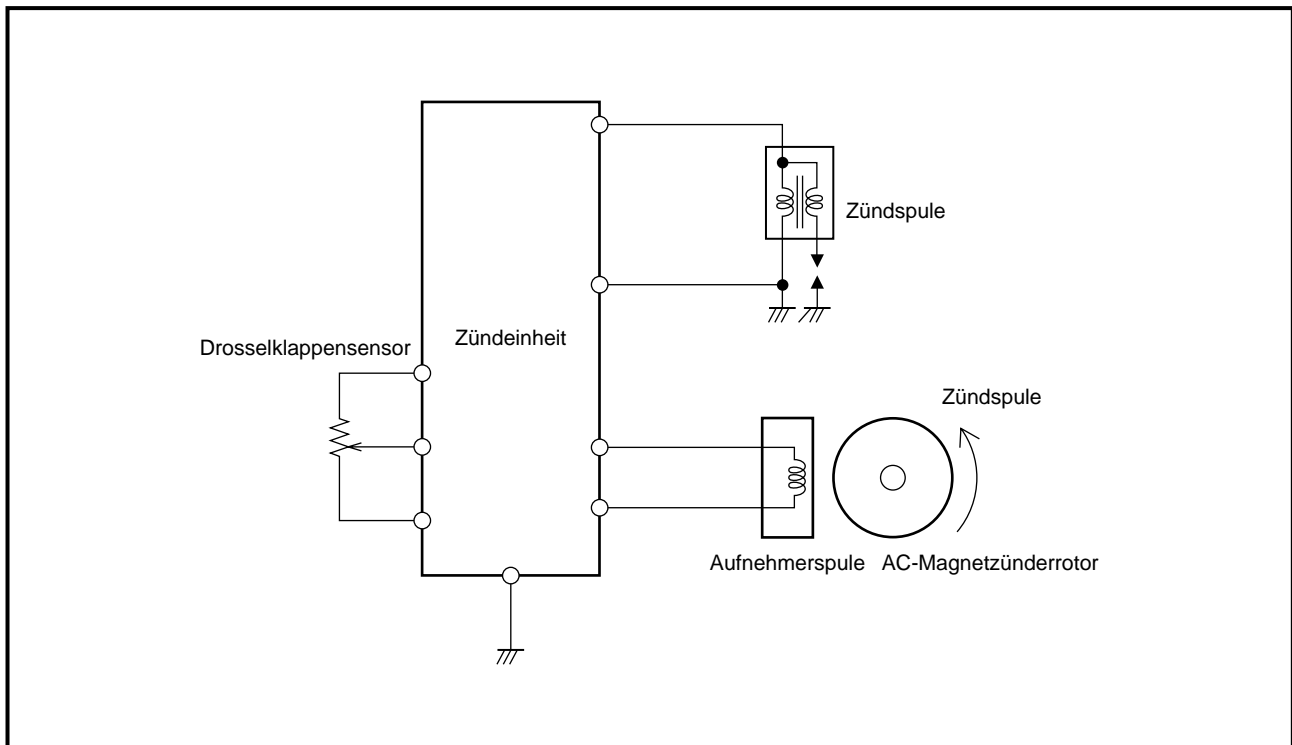 Zündspule
Zündeinheit
Drosselklappensensor
Zündspule
Aufnehmerspule
AC-Magnetzünderrotor